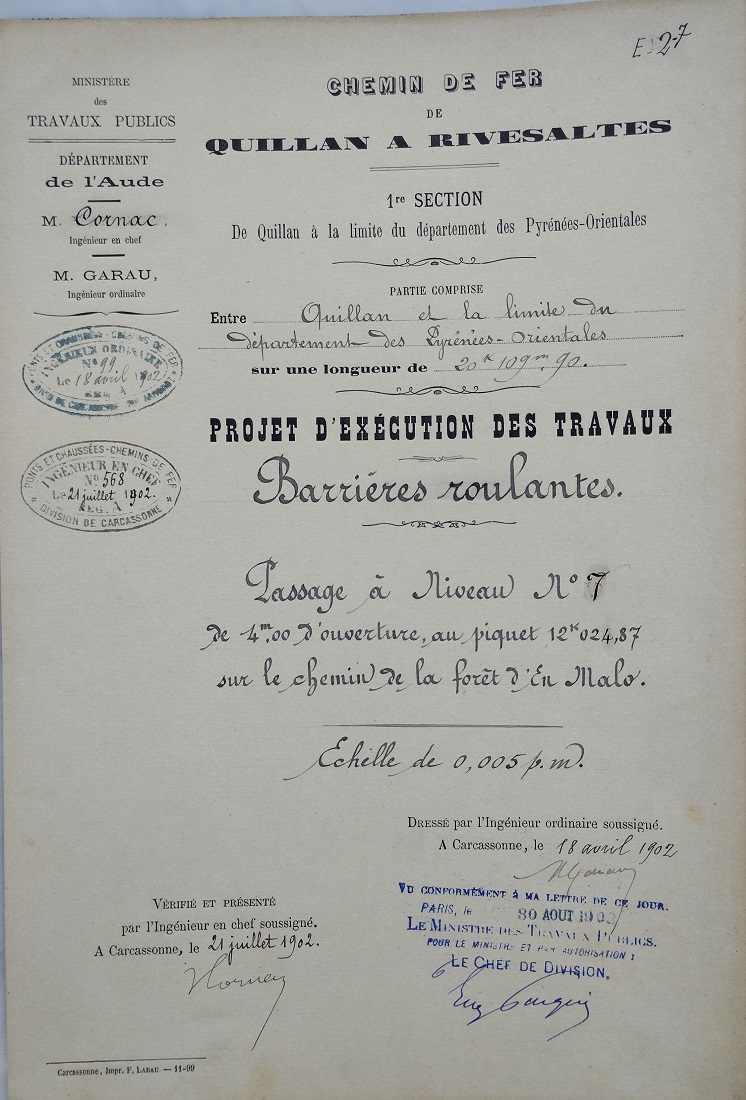 E 27
MINISTÈRE
des
TRAVAUX PUBLICS
DÉPARTEMENT
de l'Aude
M. Cornac,
Ingénieur en chef
M. GARAU,
Ingénieur ordinaire
PONTS ET CHAUSSÉES - CHEMINS DE FER
INGÉNIEUR ORDINAIRE
N° 99
Le 18 avril 1902
REG. A
PONTS ET CHAUSSÉES-CHEMINS DE FER
INGÉNIEUR EN CHEF
N° 568
Le 21 juillet 1902.
REG. A
* DIVISION DE CARCASSONNE *
CHEMIN DE FER
DE
QUILLAN A RIVESALTES
1re SECTION
De Quillan à la limite du département des Pyrénées-Orientales
PARTIE COMPRISE
Entre Quillan et la limite du
département des Pyrénées-Orientales
sur une longueur de 20k 109m,90.
PROJET D'EXÉCUTION DES TRAVAUX
Barriéres roulantes.
Passage à Niveau N° 7
de 4m,00 d'ouverture, au piquet 12k 024,87
sur le chemin de la forêt d'En Malo.
Echelle de 0,005 p.m.
DRESSÉ par l'Ingénieur ordinaire soussigné.
A Carcassonne, le 18 avril 1902
VU CONFORMÉMENT À MA LETTRE DE CE JOUR.
PARIS, le 30 AOUT 1902
LE MINISTRE DES TRAVAUX PUBLICS.
POUR LE MINISTRE ET PAR AUTORISATION :
LE CHEF DE DIVISION,
VÉRIFIÉ ET PRÉSENTÉ
par l'Ingénieur en chef soussigné.
A Carcassonne, le 21 juillet 1902.
Carcassonne, Impr. F. LABAU. — 11-99